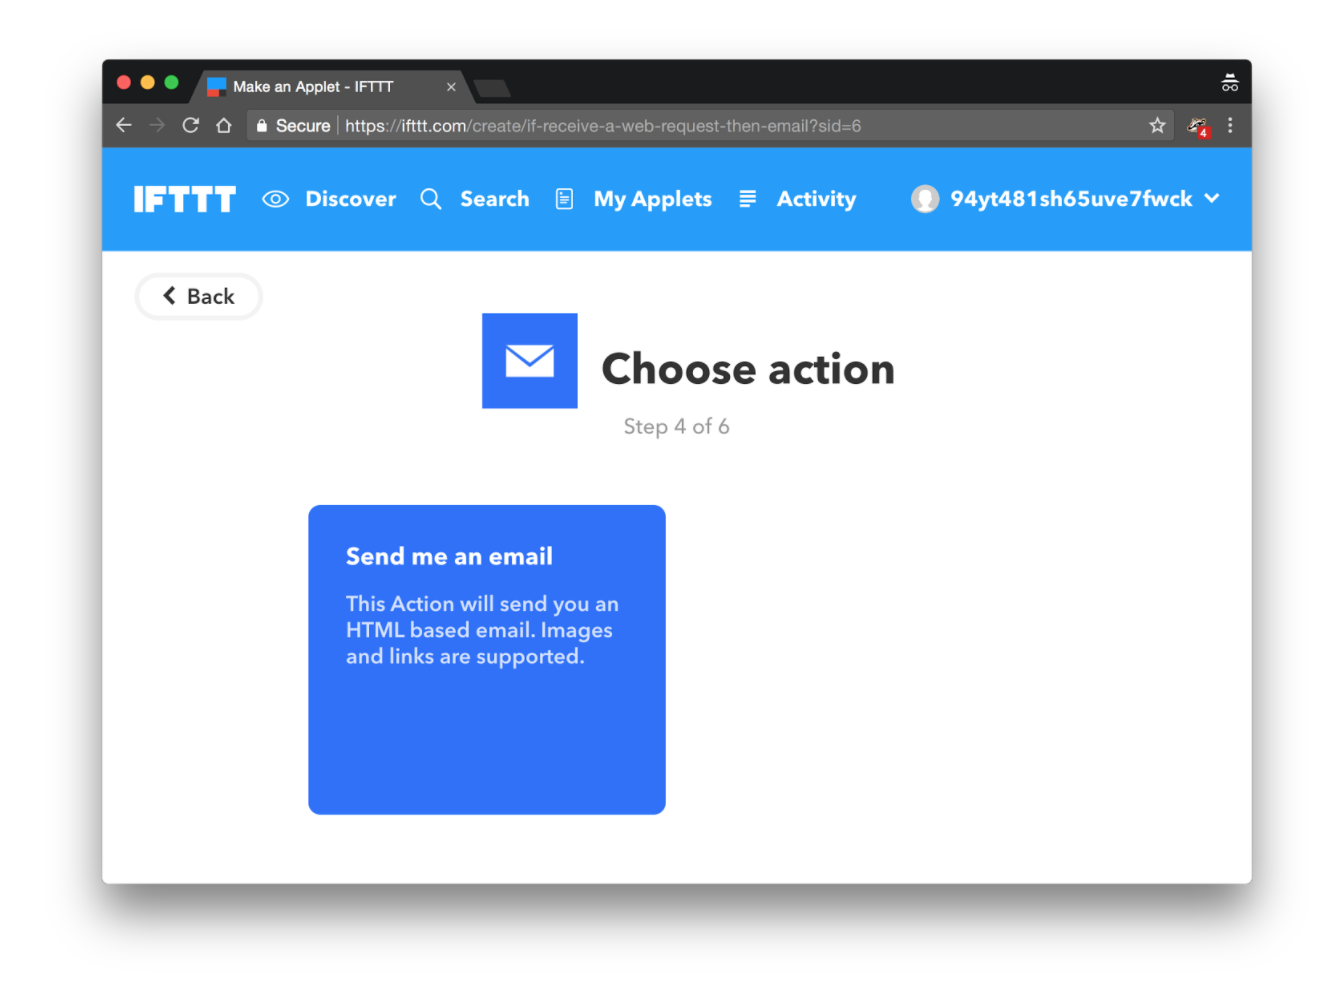 Make an Applet - IFTTT
Secure | https://ifttt.com/create/if-receive-a-web-request-then-email?sid=6
4
IFTTT Discover Search My Applets Activity 94yt481sh65uve7fwck
Back
Choose action
Step 4 of 6
Send me an email
This Action will send you an
HTML based email. Images
and links are supported.